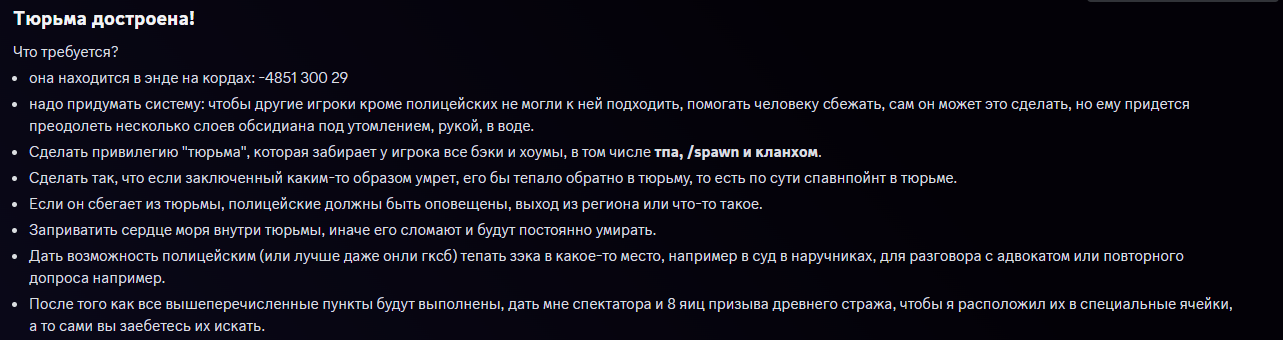 Тюрьма достроена!
Что требуется?
• она находится в энде на кордах: -4851 300 29
• надо придумать систему: чтобы другие игроки кроме полицейских не могли к ней подходить, помогать человеку сбежать, сам он может это сделать, но ему придется
преодолеть несколько слоев обсидиана под утомлением, рукой, в воде.
• Сделать привилегию "тюрьма", которая забирает у игрока все бэки и хоумы, в том числе тпа, /spawn и кланхом.
• Сделать так, что если заключенный каким-то образом умрет, его бы тепало обратно в тюрьму, то есть по сути спавнпойнт в тюрьме.
• Если он сбегает из тюрьмы, полицейские должны быть оповещены, выход из региона или что-то такое.
• Заприватить сердце моря внутри тюрьмы, иначе его сломают и будут постоянно умирать.
• Дать возможность полицейским (или лучше даже онли гксб) тепать зэка в какое-то место, например в суд в наручниках, для разговора с адвокатом или повторного
допроса например.
• После того как все вышеперечисленные пункты будут выполнены, дать мне спектатора и 8 яиц призыва древнего стража, чтобы я расположил их в специальные ячейки,
а то сами вы заебетесь их искать.